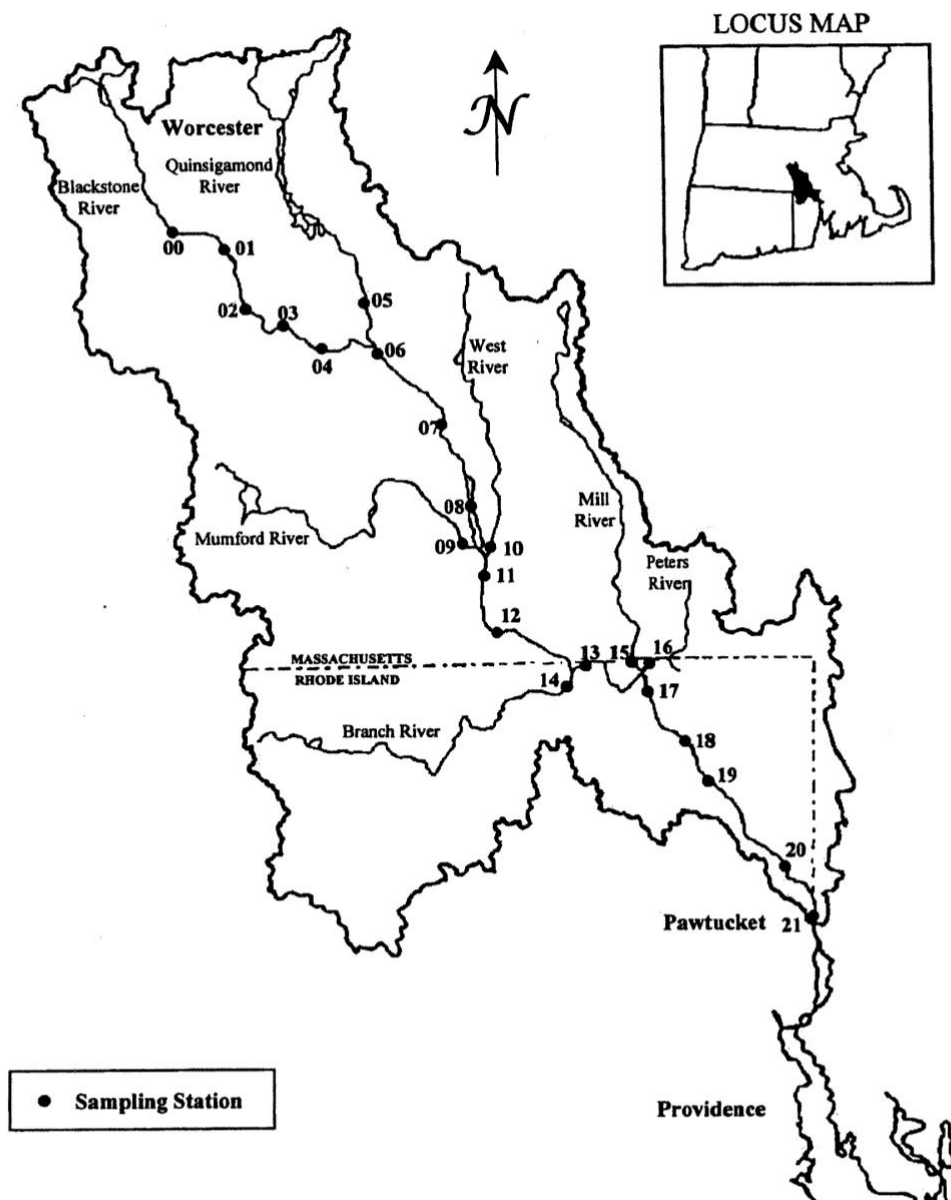 LOCUS MAP
N
Worcester
Quinsigamond
River
Blackstone
River
00
01
02
03
04
05
06
West
River
07
08
Mill
River
Mumford River
09
10
Peters
River
11
12
MASSACHUSETTS
RHODE ISLAND
13
15
16
14
17
Branch River
18
19
20
Pawtucket
21
Sampling Station
Providence